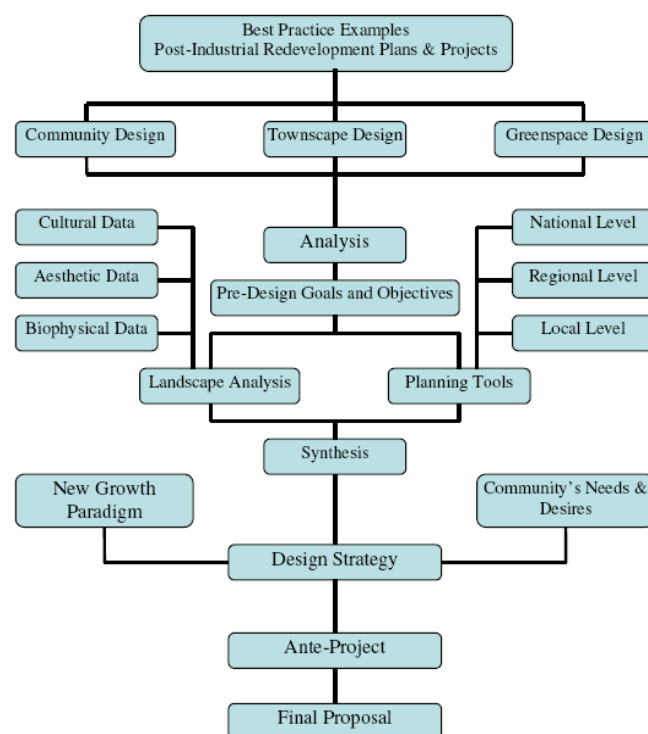 Best Practice Examples
Post-Industrial Redevelopment Plans & Projects
Community Design
Townscape Design
Greenspace Design
Cultural Data
National Level
Analysis
Aesthetic Data
Regional Level
Pre-Design Goals and Objectives
Biophysical Data
Local Level
Landscape Analysis
Planning Tools
Synthesis
New Growth
Paradigm
Community's Needs &
Desires
Design Strategy
Ante-Project
Final Proposal